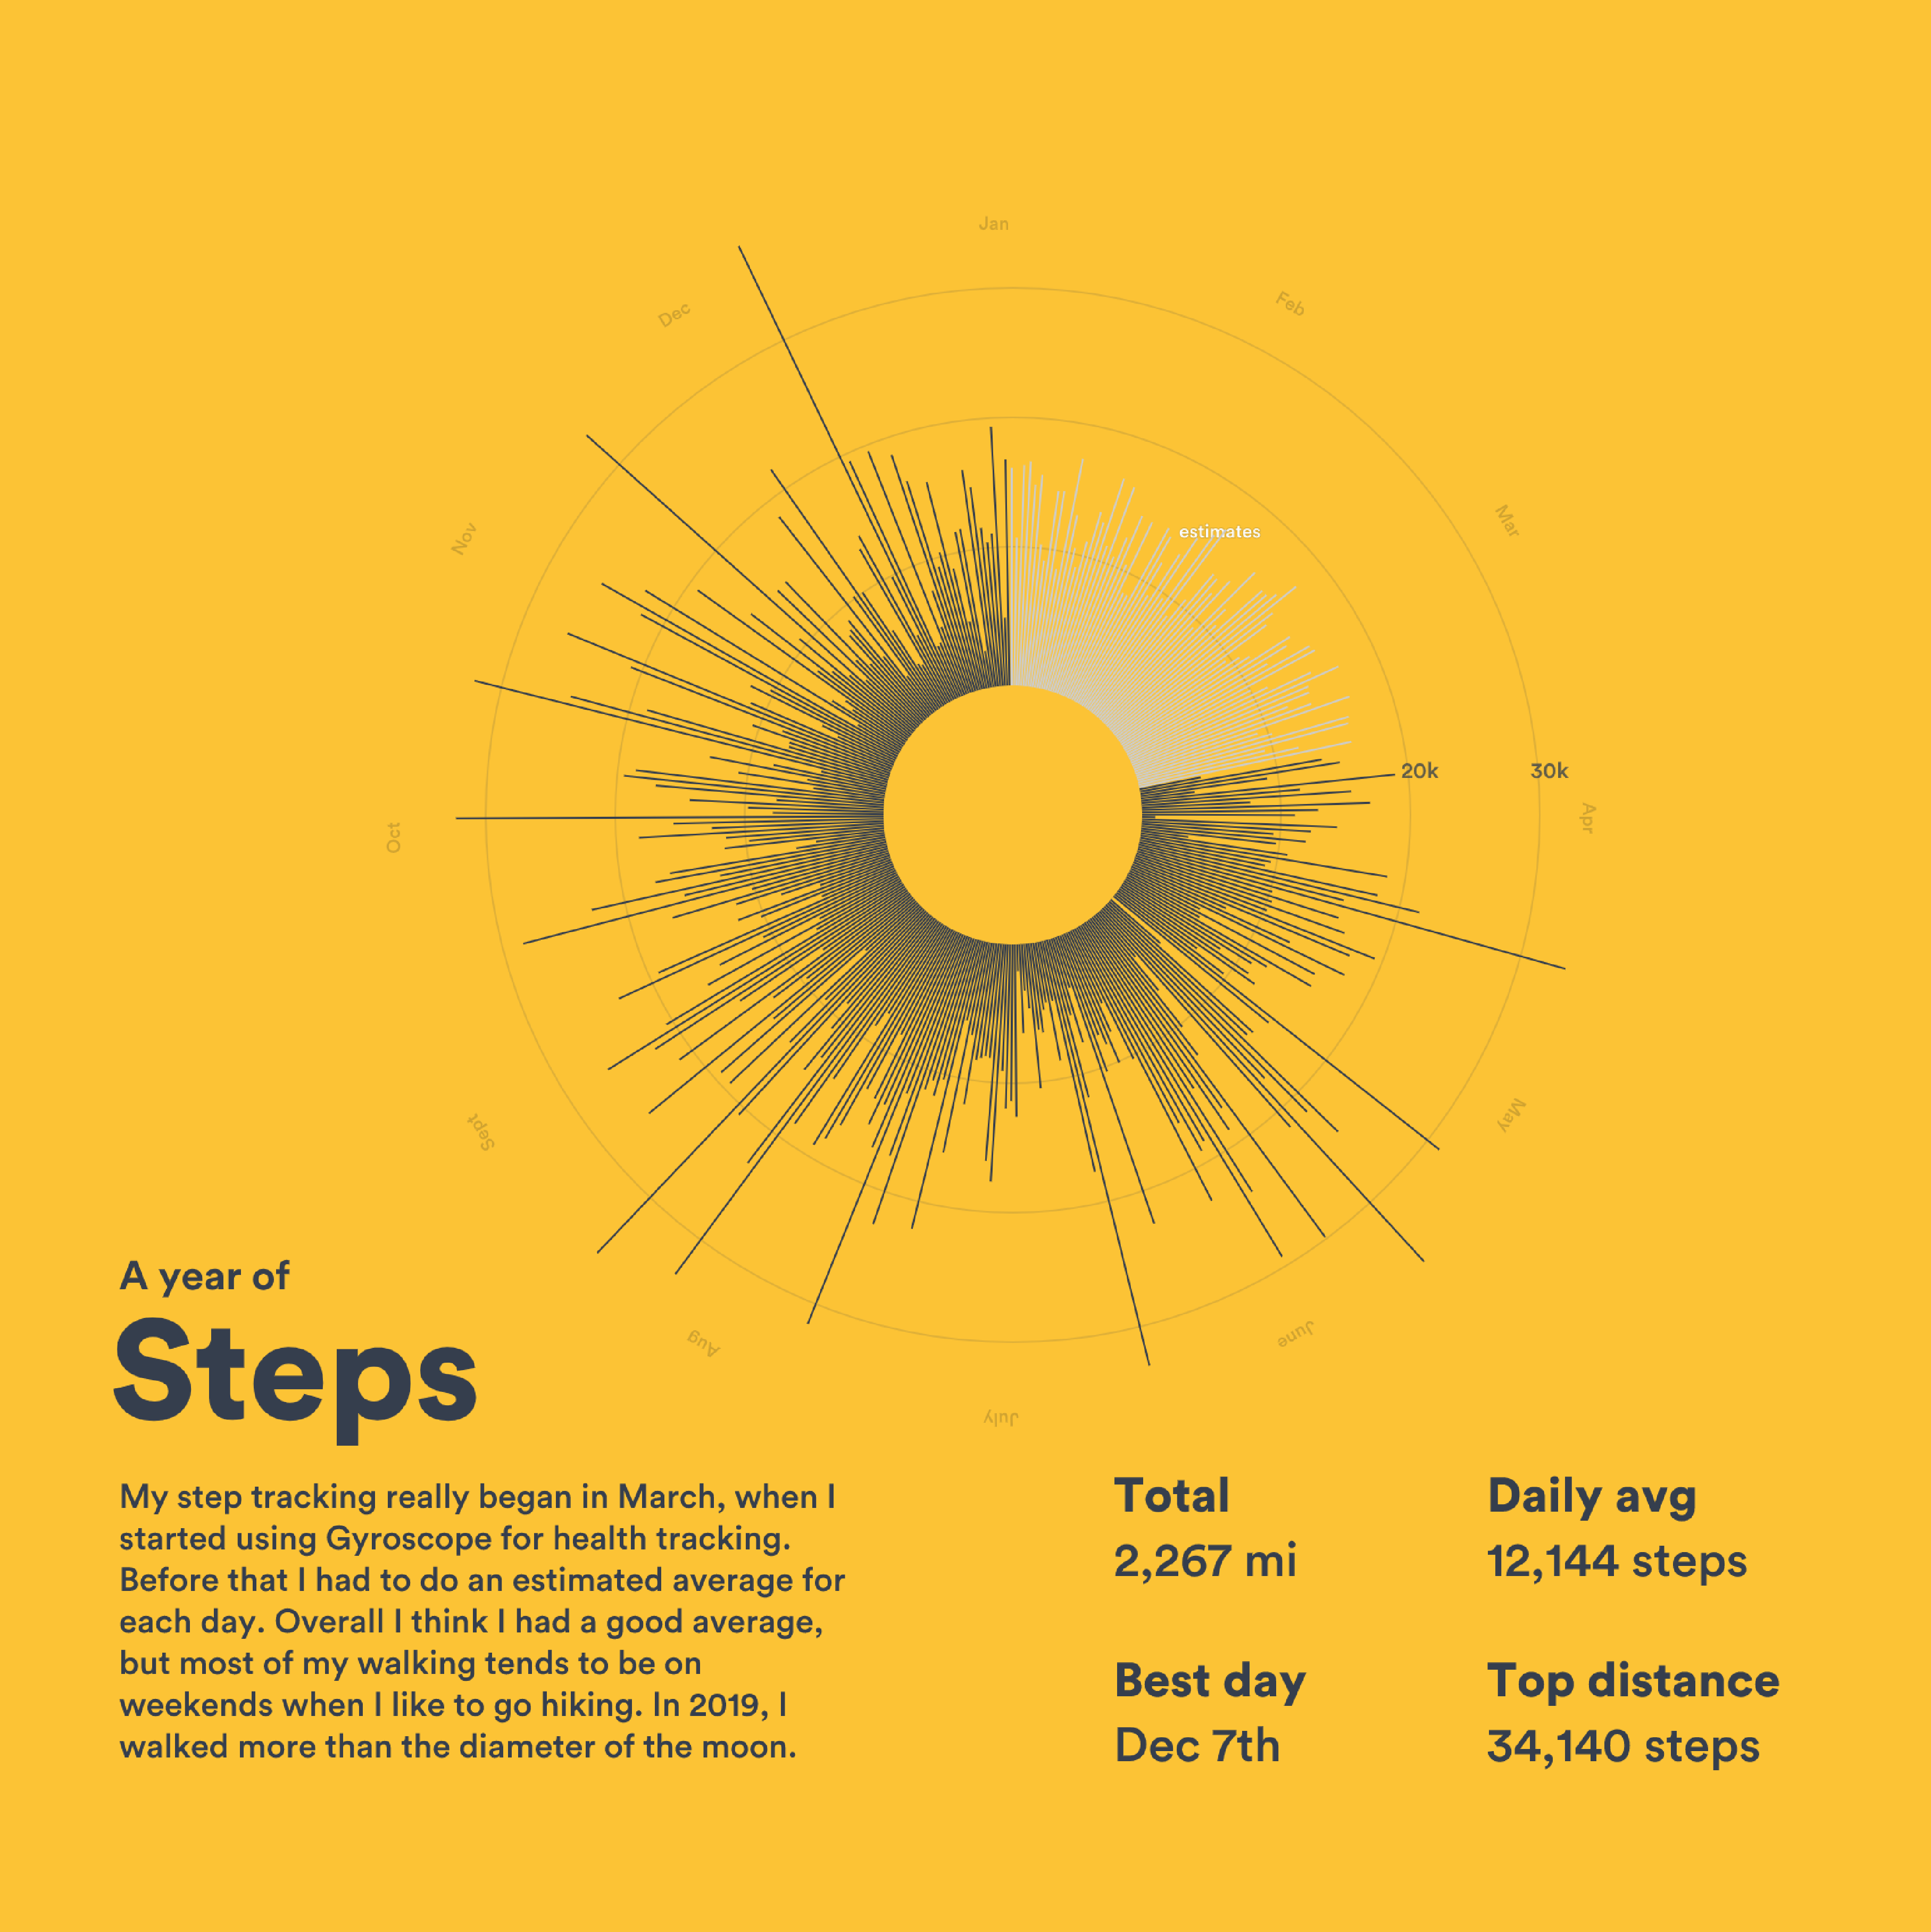 Jan
Feb
Mar
Apr
May
June
July
Aug
Sept
Oct
Nov
Dec
estimates
20k
30k
A year of
Steps
My step tracking really began in March, when I
started using Gyroscope for health tracking.
Before that I had to do an estimated average for
each day. Overall I think I had a good average,
but most of my walking tends to be on
weekends when I like to go hiking. In 2019, I
walked more than the diameter of the moon.
Total
2,267 mi
Daily avg
12,144 steps
Best day
Dec 7th
Top distance
34,140 steps